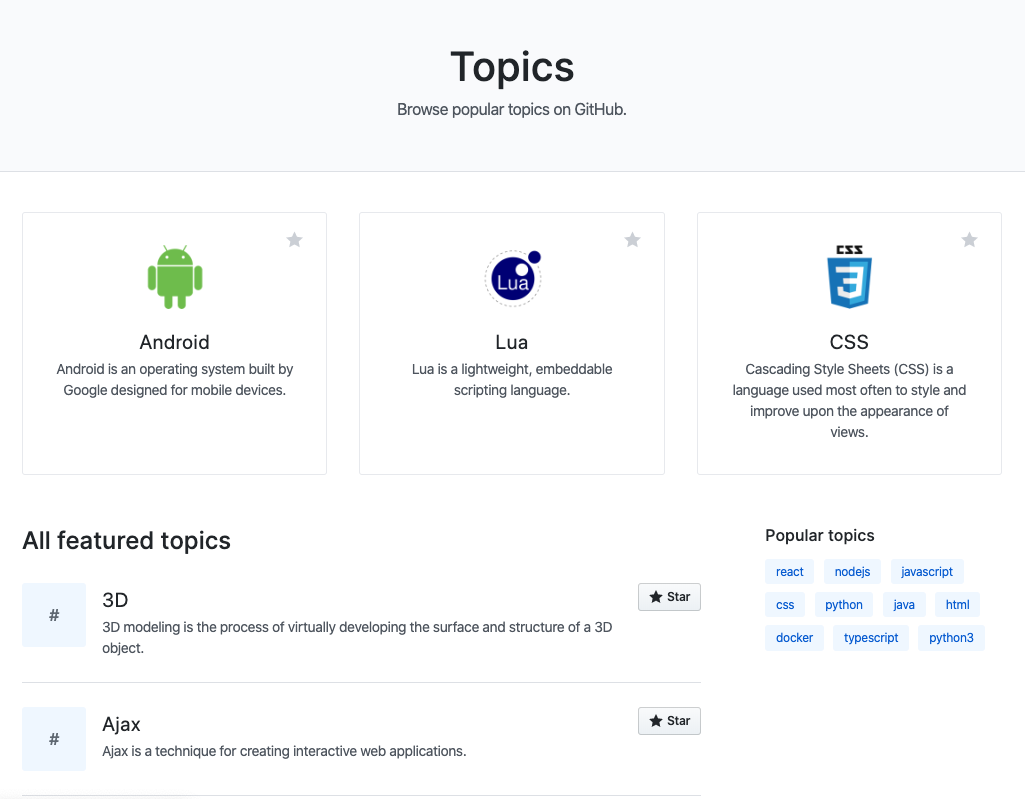 Topics
Browse popular topics on GitHub.
Lua
CSS
3
Android
Android is an operating system built by
Google designed for mobile devices.
Lua
Lua is a lightweight, embeddable
scripting language.
CSS
Cascading Style Sheets (CSS) is a
language used most often to style and
improve upon the appearance of
views.
All featured topics
#
3D
3D modeling is the process of virtually developing the surface and structure of a 3D
object.
Star
#
Ajax
Ajax is a technique for creating interactive web applications.
Star
Popular topics
react nodejs javascript
css python java html
docker typescript python3